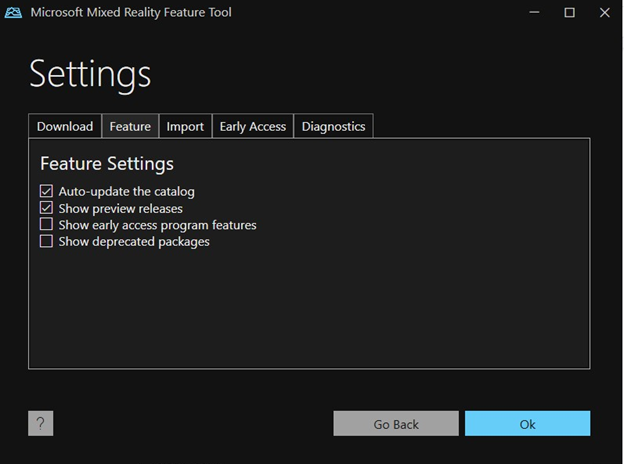 Microsoft Mixed Reality Feature Tool
Settings
Download Feature Import Early Access Diagnostics
Feature Settings
Auto-update the catalog
Show preview releases
Show early access program features
Show deprecated packages
? Go Back Ok